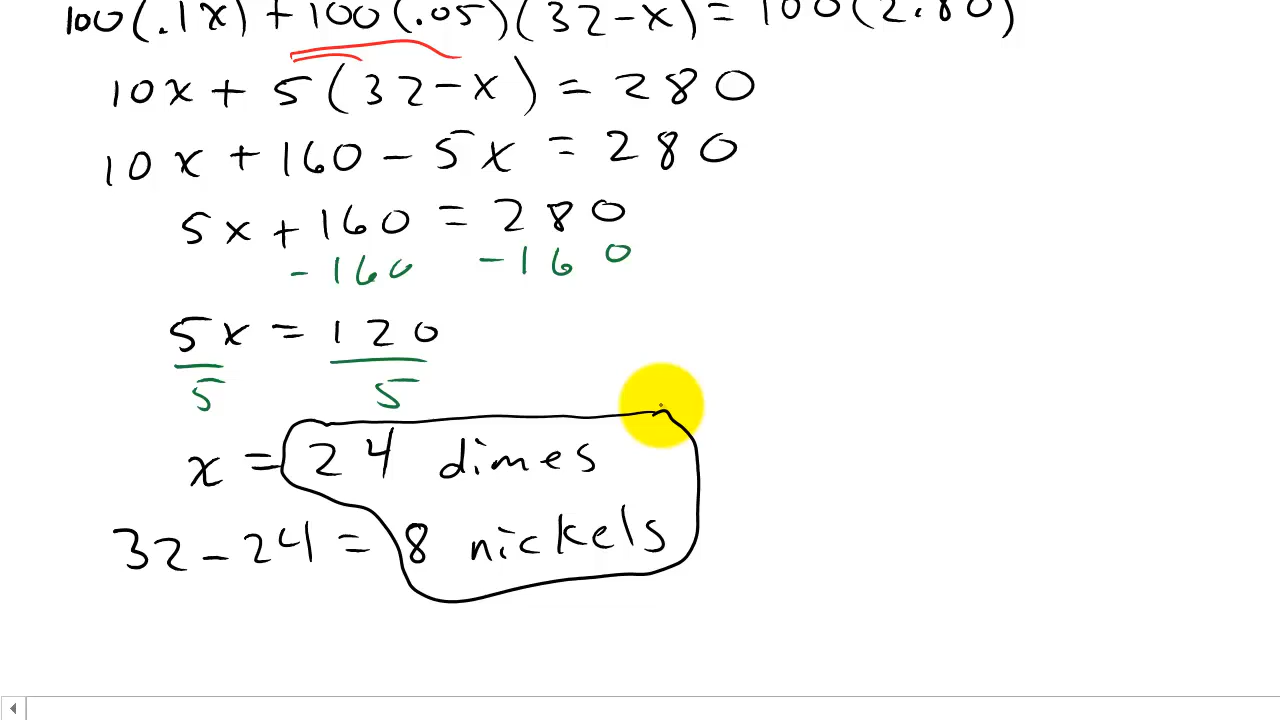 100(.1x) + 100(.05)(32-x) = 100(2.80)
10x + 5(32-x) = 280
10x + 160 - 5x = 280
5x + 160 = 280
-160 -160
5x = 120
5 5
x = 24 dimes
32 - 24 = 8 nickels